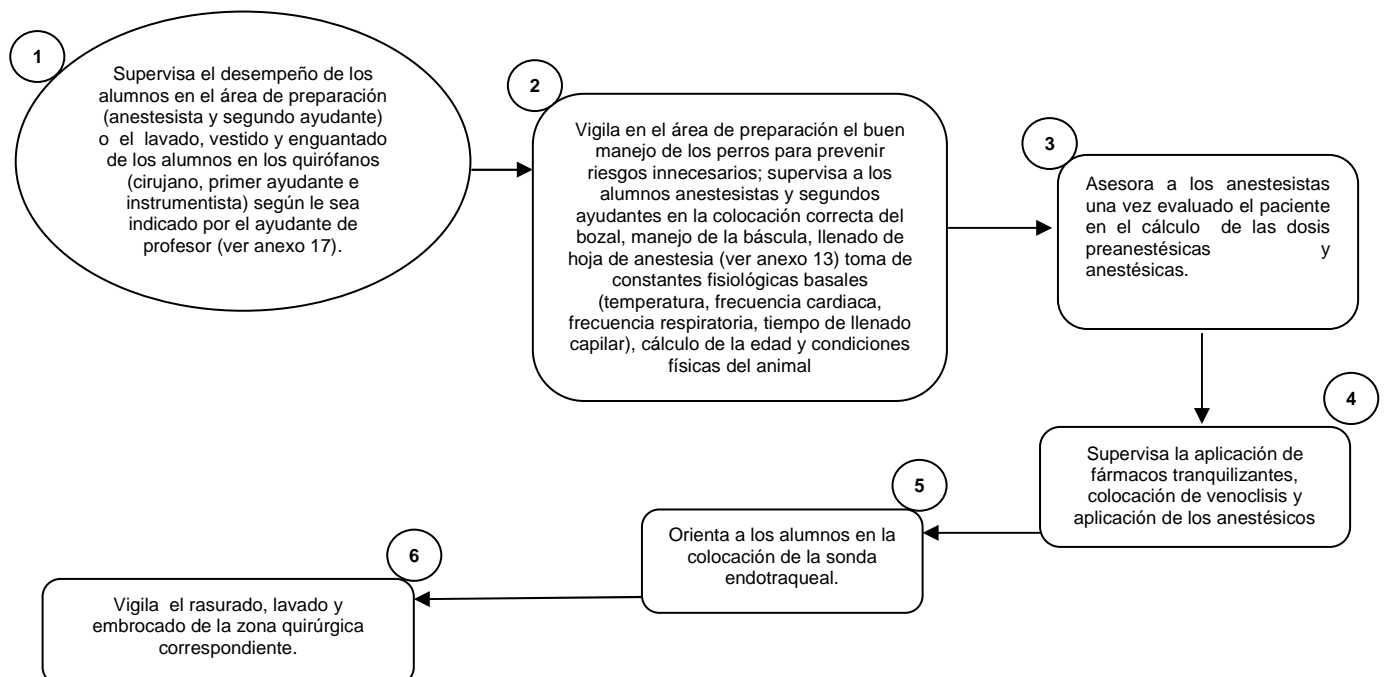 1
Supervisa el desempeño de los
alumnos en el área de preparación
(anestesista y segundo ayudante)
o el lavado, vestido y enguantado
de los alumnos en los quirófanos
(cirujano, primer ayudante e
instrumentista) según le sea
indicado por el ayudante de
profesor (ver anexo 17).
2
Vigila en el área de preparación el buen
manejo de los perros para prevenir
riesgos innecesarios; supervisa a los
alumnos anestesistas y segundos
ayudantes en la colocación correcta del
bozal, manejo de la báscula, llenado de
hoja de anestesia (ver anexo 13) toma de
constantes fisiológicas basales
(temperatura, frecuencia cardiaca,
frecuencia respiratoria, tiempo de llenado
capilar), cálculo de la edad y condiciones
físicas del animal
3
Asesora a los anestesistas
una vez evaluado el paciente
en el cálculo de las dosis
preanestésicas y
anestésicas.
4
Supervisa la aplicación de
fármacos tranquilizantes,
colocación de venoclisis y
aplicación de los anestésicos
5
Orienta a los alumnos en la
colocación de la sonda
endotraqueal.
6
Vigila el rasurado, lavado y
embrocado de la zona quirúrgica
correspondiente.